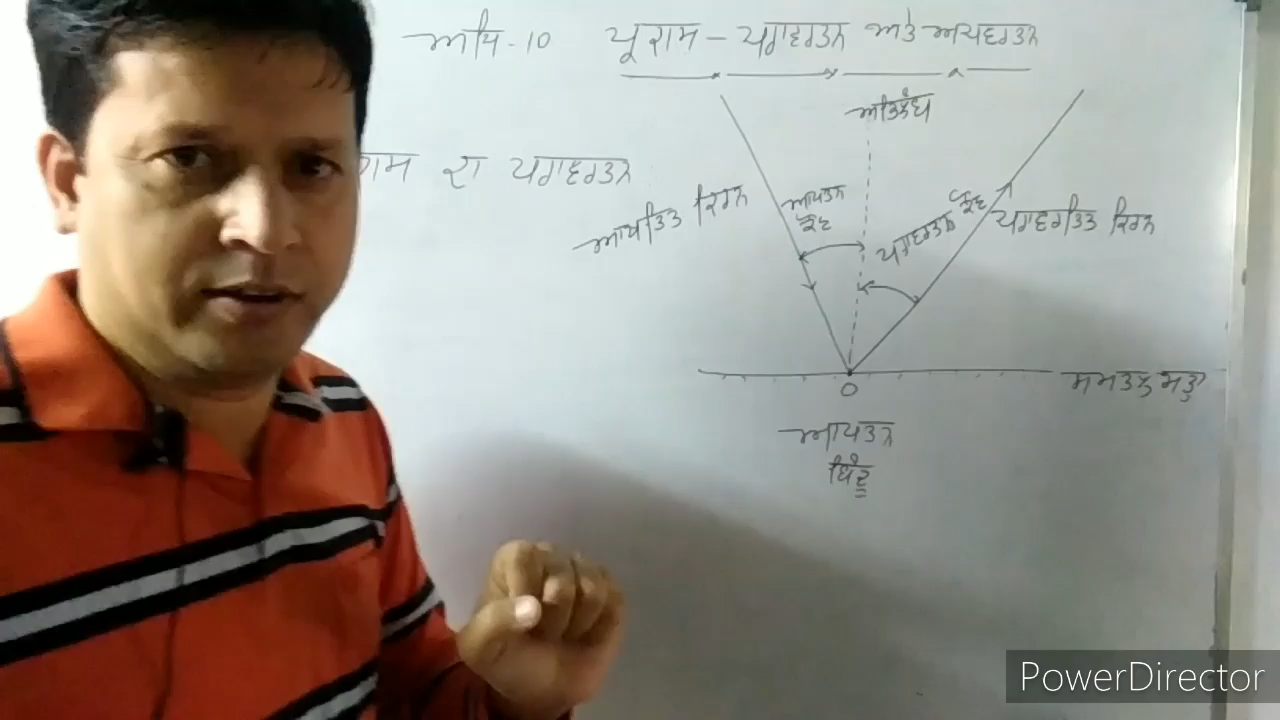 ਅਧਿ-10 ਪ੍ਰਕਾਸ਼ - ਪਰਾਵਰਤਨ ਅਤੇ ਅਪਵਰਤਨ
ਦਾ ਪਰਾਵਰਤਨ
ਅਭਿਲੰਬ
ਆਪਤਿਤ ਕਿਰਨ
ਆਪਤਨ ਕੋਣ
ਪਰਾਵਰਤਨ ਕੋਣ
ਪਰਾਵਰਤਿਤ ਕਿਰਨ
ਸਮਤਲ ਸਤ੍ਹਾ
O
ਆਪਤਨ
ਬਿੰਦੂ
PowerDirector